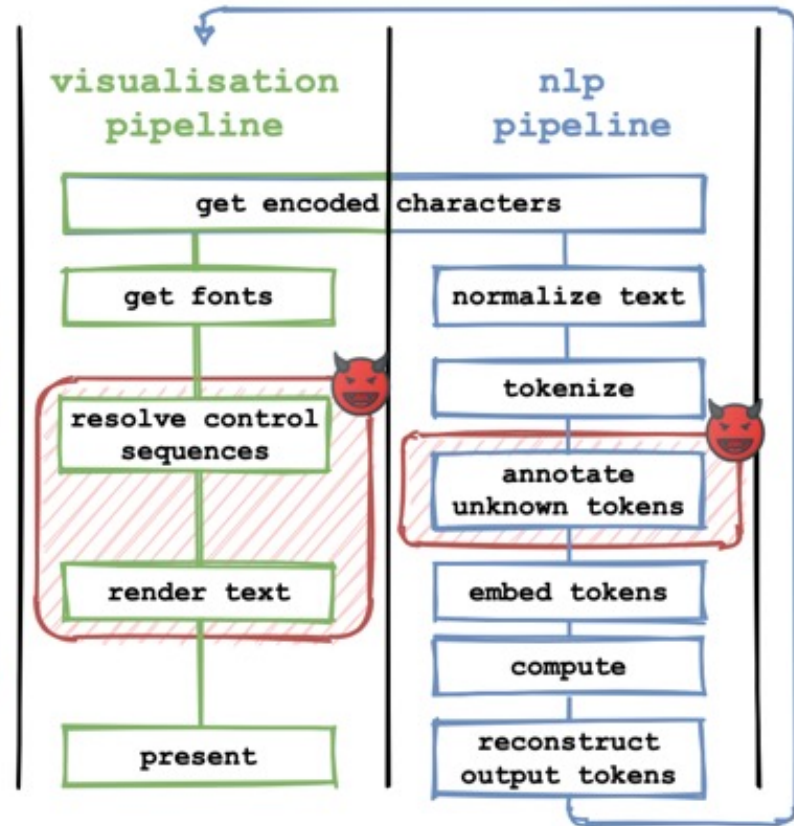 visualisation
pipeline
nlp
pipeline
get encoded characters
get fonts
resolve control
sequences
render text
present
normalize text
tokenize
annotate
unknown tokens
embed tokens
compute
reconstruct
output tokens